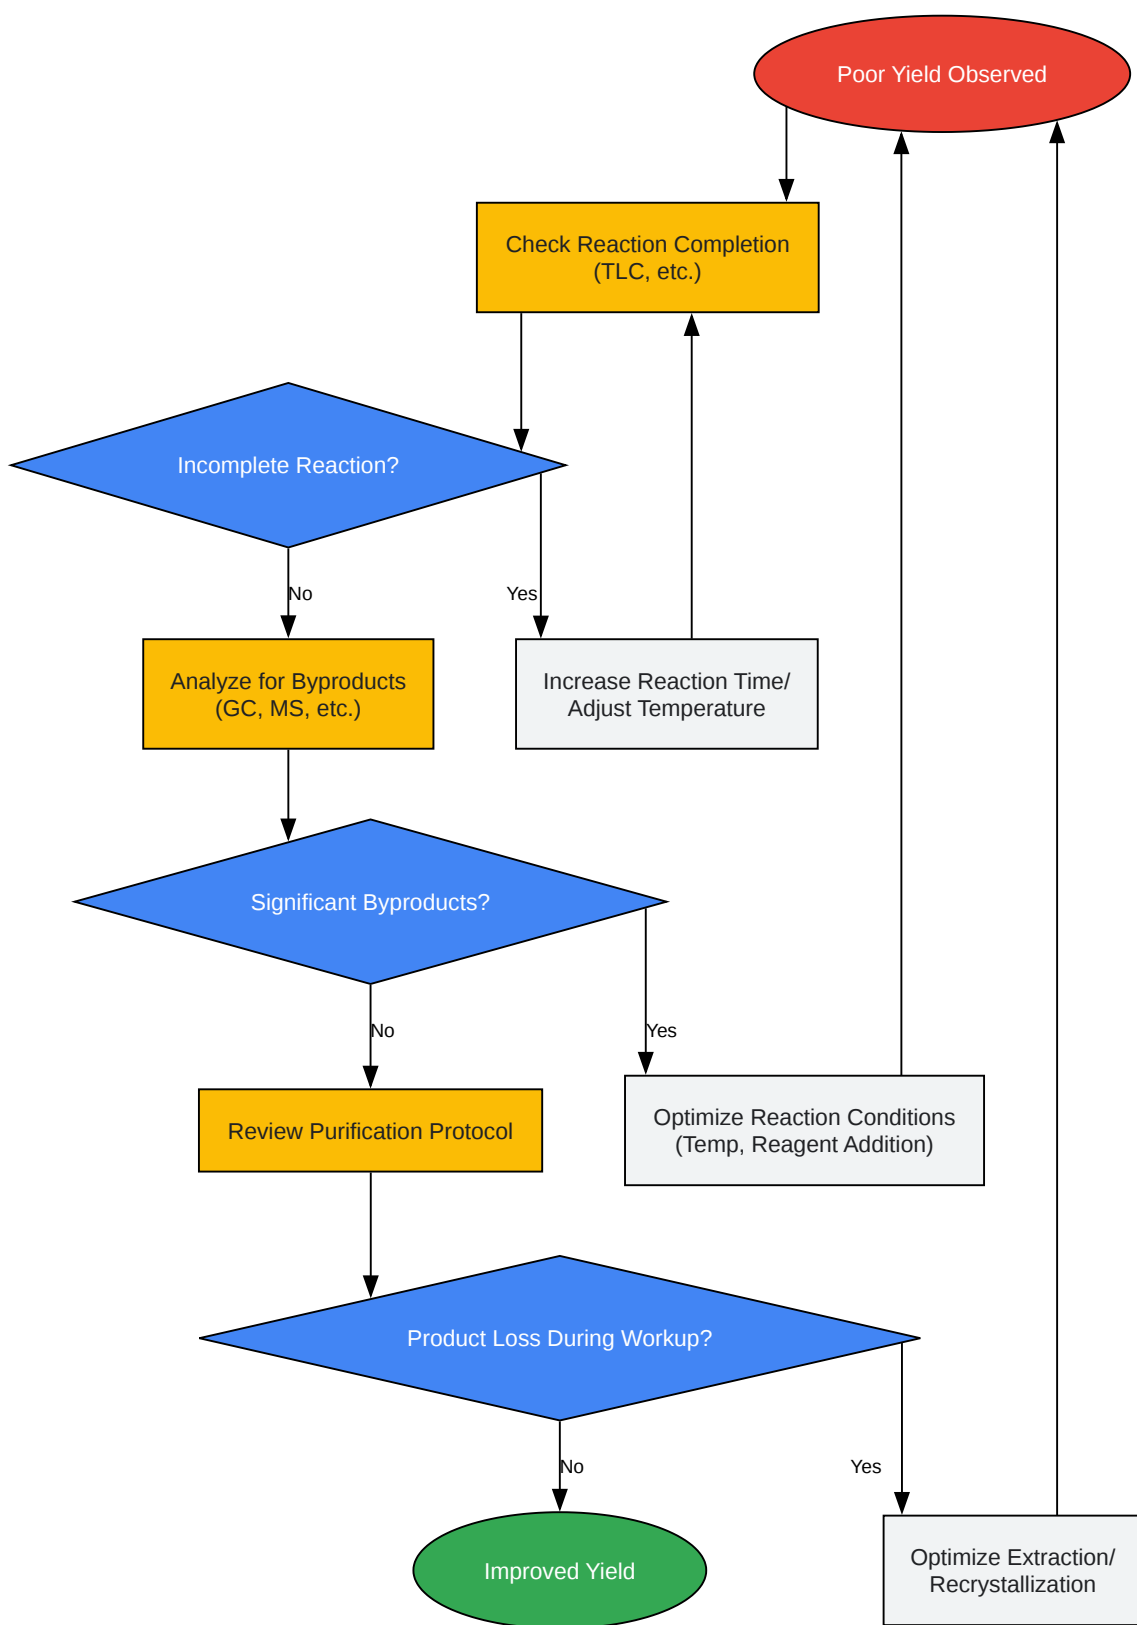 Poor Yield Observed
Check Reaction Completion
(TLC, etc.)
Incomplete Reaction?
No
Yes
Analyze for Byproducts
(GC, MS, etc.)
Increase Reaction Time/
Adjust Temperature
Significant Byproducts?
No
Yes
Review Purification Protocol
Optimize Reaction Conditions
(Temp, Reagent Addition)
Product Loss During Workup?
No
Yes
Improved Yield
Optimize Extraction/
Recrystallization